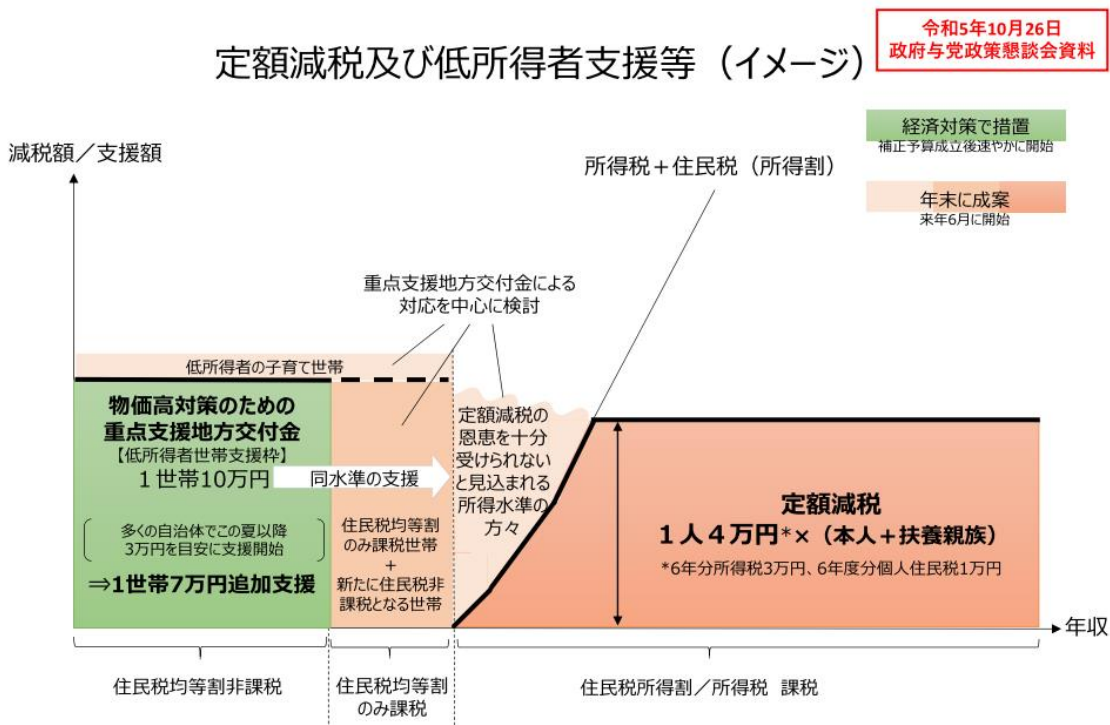 令和5年10月26日
政府与党政策懇談会資料
定額減税及び低所得者支援等（イメージ）
経済対策で措置
補正予算成立後速やかに開始
年末に成案
来年6月に開始
減税額／支援額
所得税＋住民税（所得割）
重点支援地方交付金による
対応を中心に検討
低所得者の子育て世帯
物価高対策のための
重点支援地方交付金
【低所得者世帯支援枠】
１世帯10万円
同水準の支援
多くの自治体でこの夏以降
3万円を目安に支援開始
⇒1世帯7万円追加支援
住民税均等割
のみ課税世帯
＋
新たに住民税非
課税となる世帯
定額減税の
恩恵を十分
受けられない
と見込まれる
所得水準の
方々
定額減税
１人４万円*×（本人＋扶養親族）
*6年分所得税3万円、6年度分個人住民税1万円
年収
住民税均等割非課税
住民税均等割
のみ課税
住民税所得割／所得税 課税